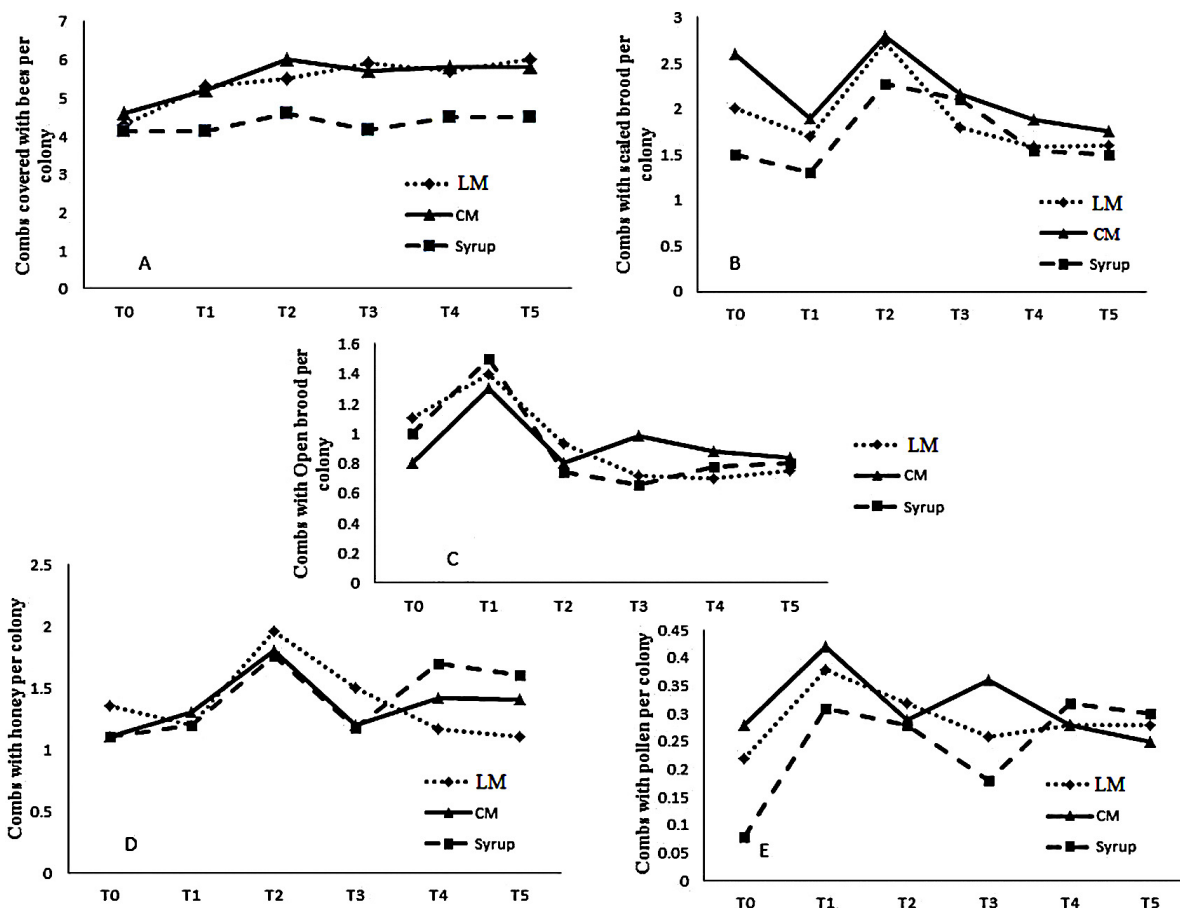 Combs covered with bees per
colony
7
6
5
4
3
2
1
0
T0 T1 T2 T3 T4 T5
LM
CM
Syrup
A
Combs with scaled brood per
colony
3
2.5
2
1.5
1
0.5
0
T0 T1 T2 T3 T4 T5
LM
CM
Syrup
B
Combs with Open brood per
colony
1.6
1.4
1.2
1
0.8
0.6
0.4
0.2
0
T0 T1 T2 T3 T4 T5
LM
CM
Syrup
C
Combs with honey per colony
2.5
2
1.5
1
0.5
0
T0 T1 T2 T3 T4 T5
LM
CM
Syrup
D
Combs with pollen per colony
0.45
0.4
0.35
0.3
0.25
0.2
0.15
0.1
0.05
0
T0 T1 T2 T3 T4 T5
LM
CM
Syrup
E